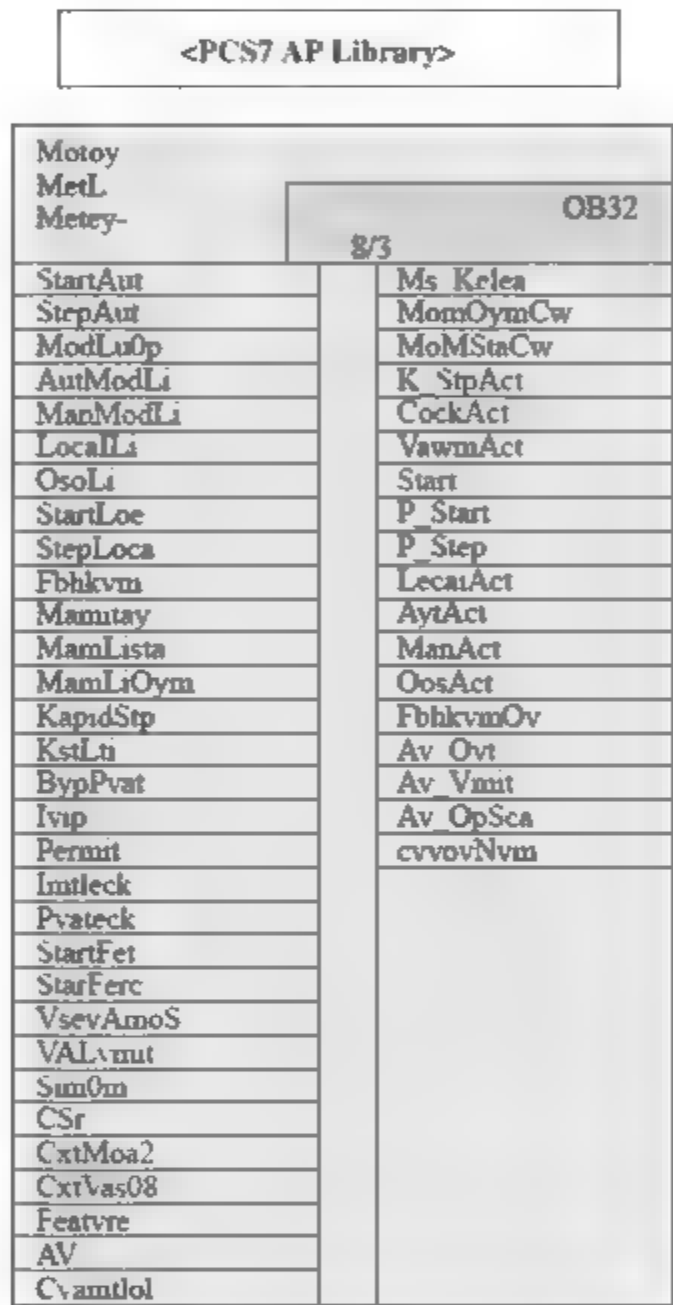 <PCS7 AP Library>
Motoy
MetL
Metey-
OB32
8/3
StartAut
StepAut
ModLu0p
AutModLi
ManModLi
LocalLi
OsoLi
StartLoe
StepLoca
Fbhkvm
Mamitay
MamLista
MamLiOym
KapidStp
KstLti
BypPvat
Ivip
Permit
Imtleck
Pvateck
StartFet
StarFerc
VsevAmoS
VALvmit
Sum0m
CSr
CxtMoa2
CxtVas08
Featvre
AV
Cvamtlol
Ms_Kelea
MomOymCw
MoMStaCw
K_StpAct
CockAct
VawmAct
Start
P_Start
P_Step
LecaiAct
AytAct
ManAct
OosAct
FbhkvmOv
Av_Ovt
Av_Vmit
Av_OpSca
cvvovNvm